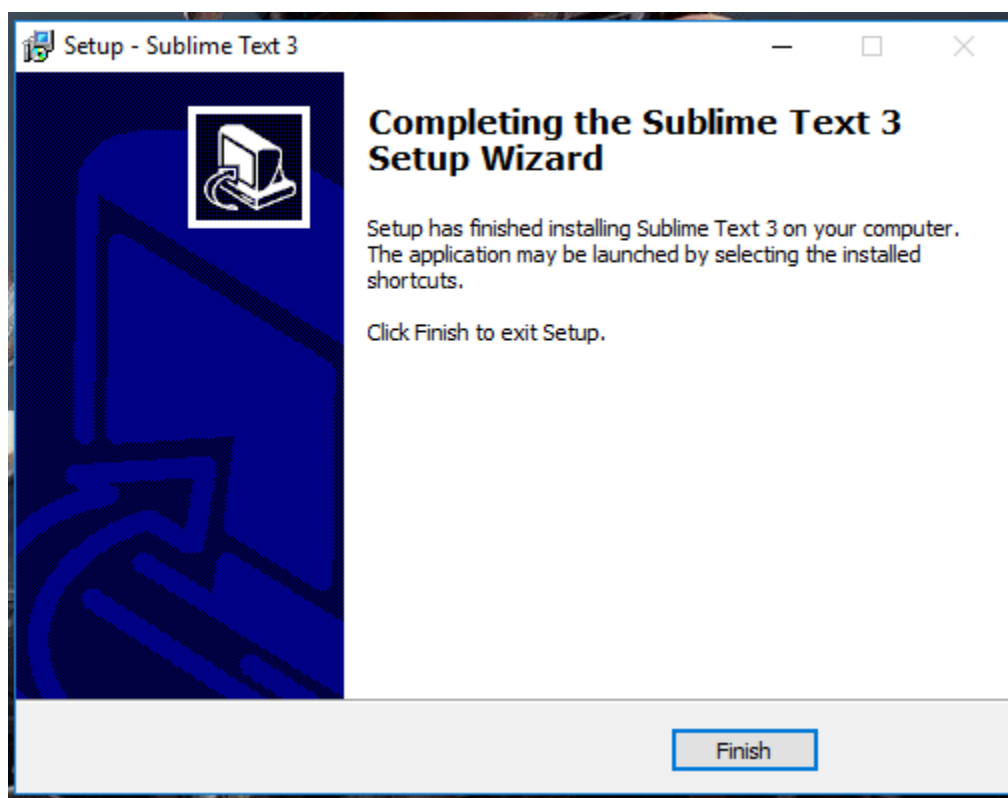 Setup - Sublime Text 3
Completing the Sublime Text 3
Setup Wizard
Setup has finished installing Sublime Text 3 on your computer.
The application may be launched by selecting the installed
shortcuts.
Click Finish to exit Setup.
Finish